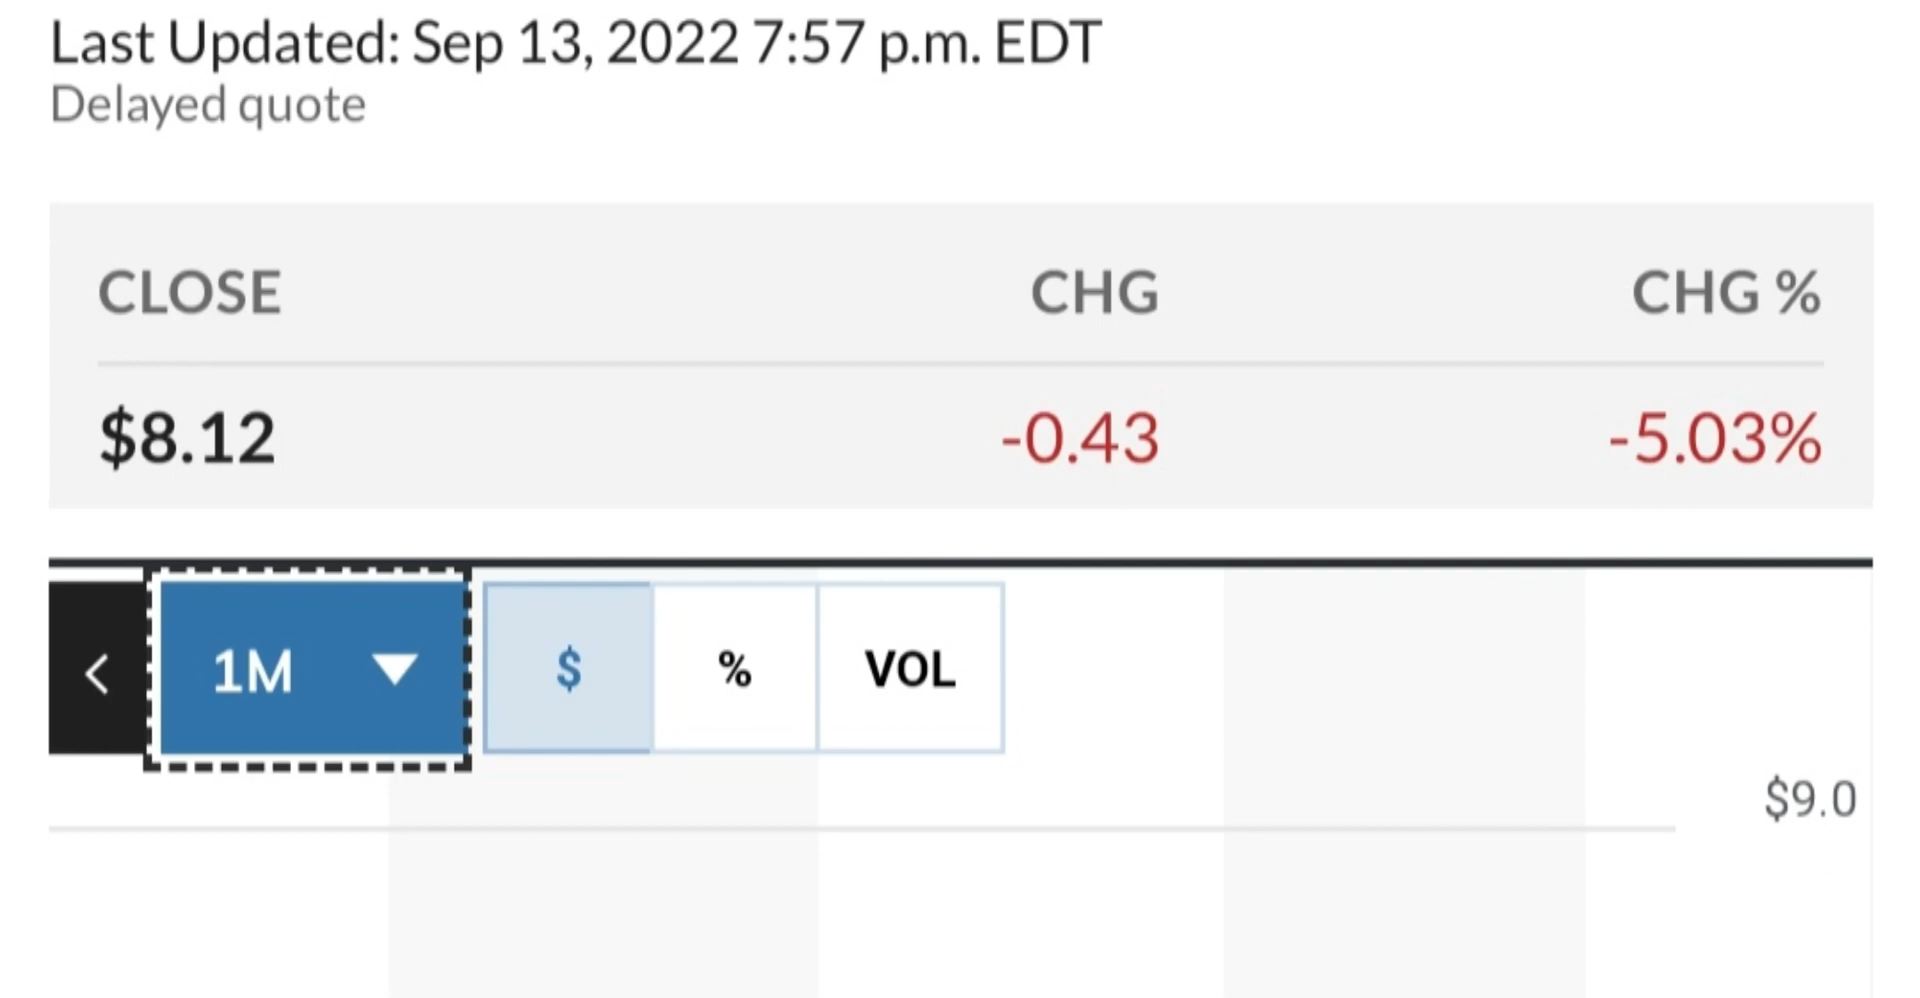 Last Updated: Sep 13, 2022 7:57 p.m. EDT
Delayed quote
CLOSE CHG CHG %
$8.12 -0.43 -5.03%
1M $ % VOL
$9.0